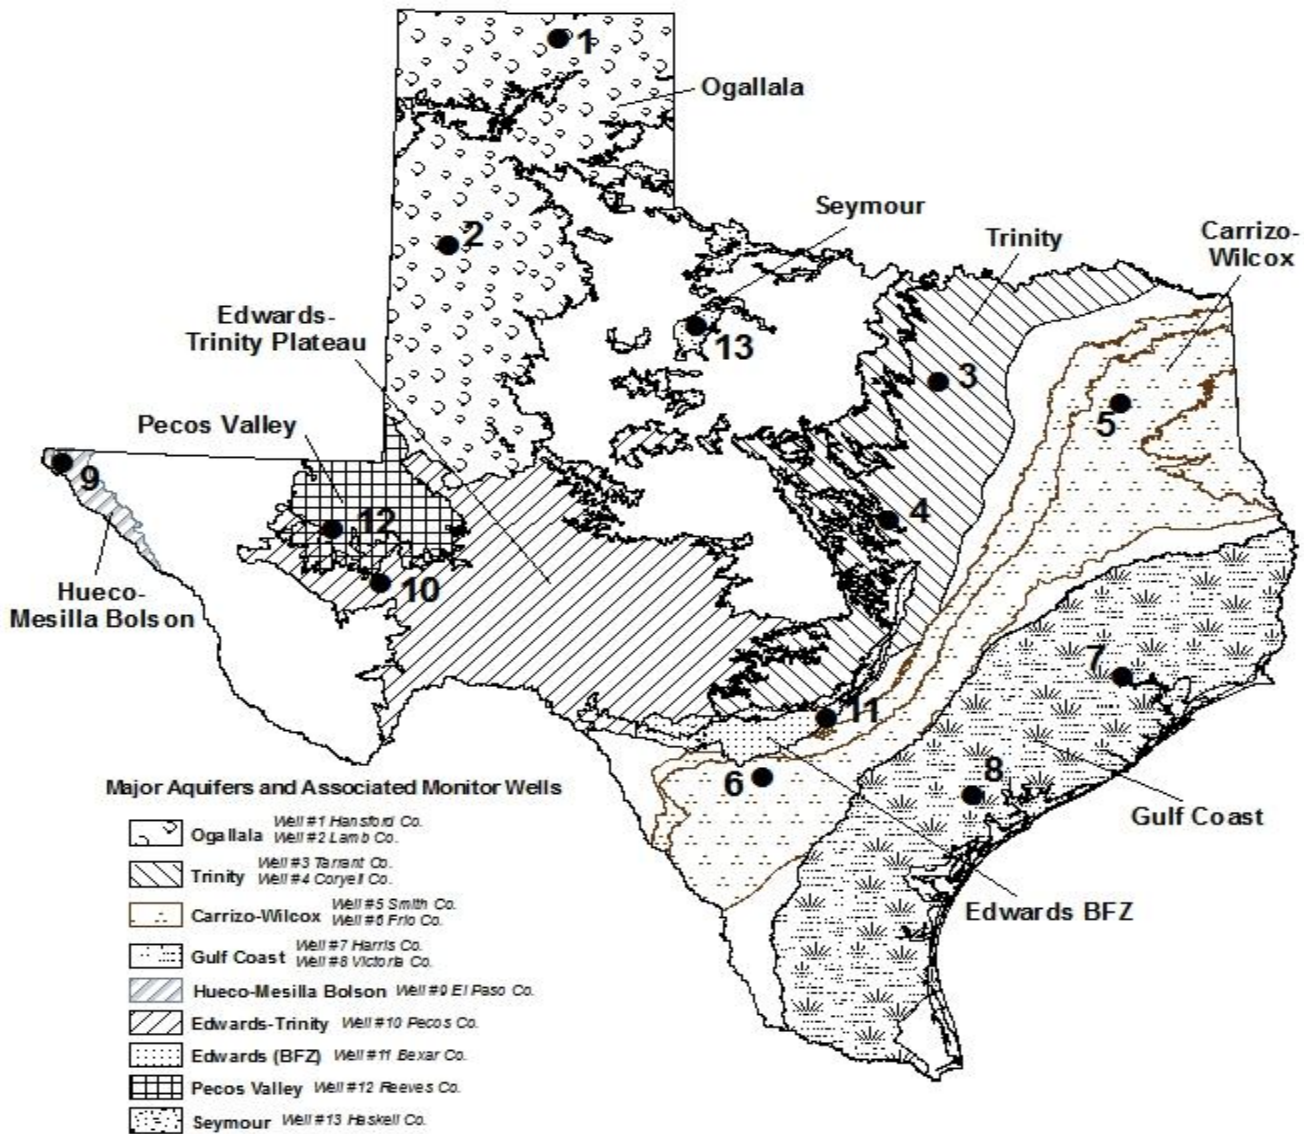 1
Ogallala
Seymour
2
Trinity
Carrizo-
Wilcox
Edwards-
Trinity Plateau
13
3
5
Pecos Valley
9
12
4
10
Hueco-
Mesilla Bolson
7
11
6
8
Gulf Coast
Edwards BFZ
Major Aquifers and Associated Monitor Wells
Ogallala Well #1 Hansford Co.
Well #2 Lamb Co.
Trinity Well #3 Tarrant Co.
Well #4 Coryell Co.
Carrizo-Wilcox Well #5 Smith Co.
Well #6 Frio Co.
Gulf Coast Well #7 Harris Co.
Well #8 Victoria Co.
Hueco-Mesilla Bolson Well #9 El Paso Co.
Edwards-Trinity Well #10 Pecos Co.
Edwards (BFZ) Well #11 Bexar Co.
Pecos Valley Well #12 Reeves Co.
Seymour Well #13 Haskell Co.